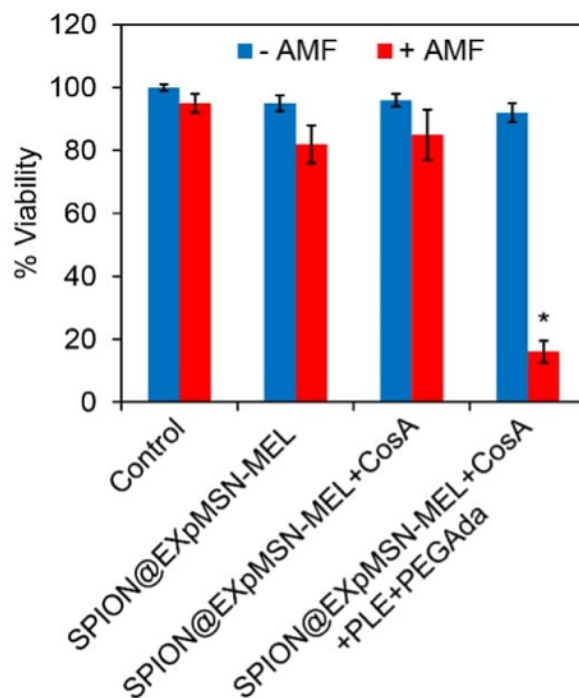 120
- AMF + AMF
100
80
60
40
20
0
% Viability
*
Control
SPION@EXpMSN-MEL
SPION@EXpMSN-MEL+CosA
SPION@EXpMSN-MEL+CosA
+PLE+PEGAda